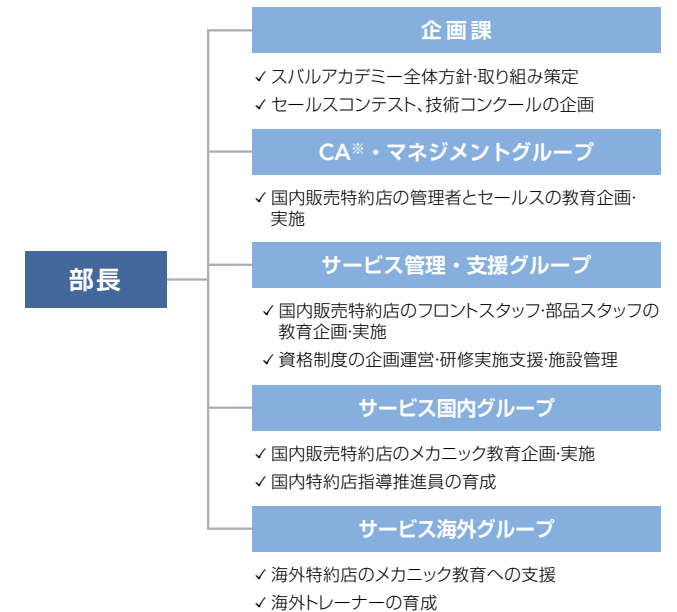 企画課
✓ スバルアカデミー全体方針・取り組み策定
✓ セールスコンテスト、技術コンクールの企画
CA※・マネジメントグループ
✓ 国内販売特約店の管理者とセールスの教育企画・
実施
部長
サービス管理・支援グループ
✓ 国内販売特約店のフロントスタッフ・部品スタッフの
教育企画・実施
✓ 資格制度の企画運営・研修実施支援・施設管理
サービス国内グループ
✓ 国内販売特約店のメカニック教育企画・実施
✓ 国内特約店指導推進員の育成
サービス海外グループ
✓ 海外特約店のメカニック教育への支援
✓ 海外トレーナーの育成